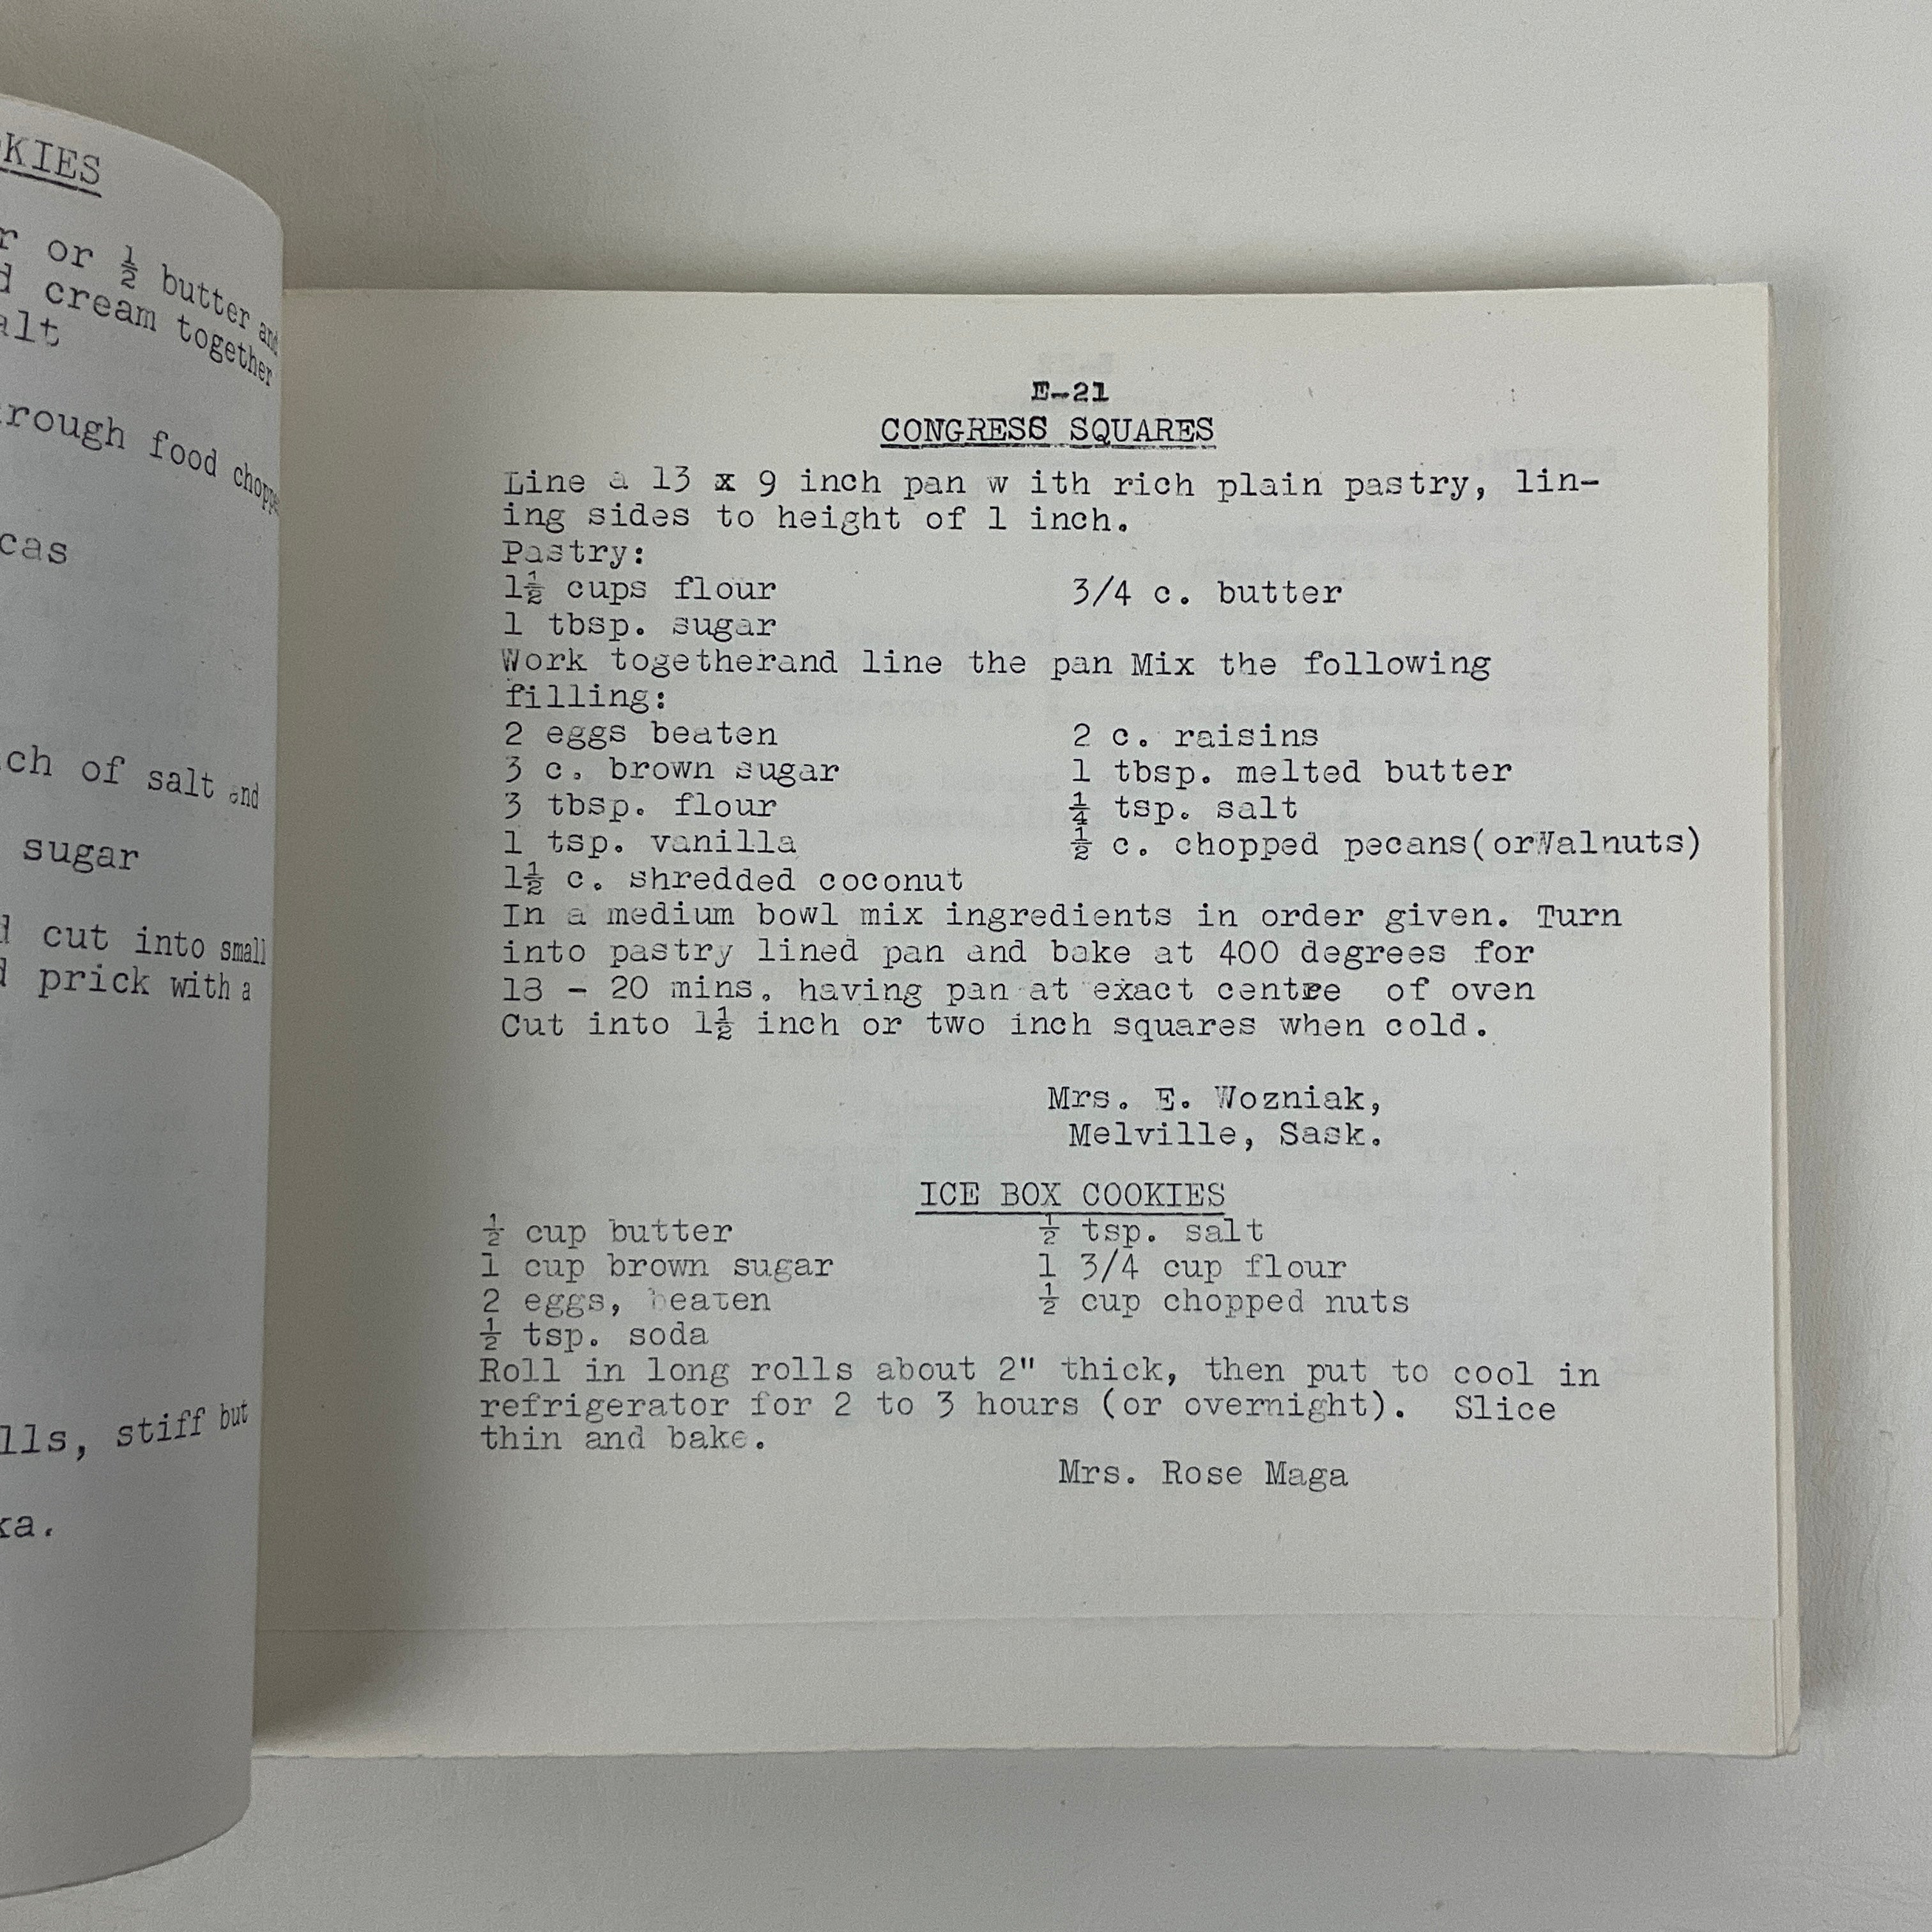 KIES
or ½ butter and
cream together
rough food
cas
of salt and
sugar
cut into small
prick with a
lls, stiff but
ka.
E-21
CONGRESS SQUARES
Line a 13 x 9 inch pan w ith rich plain pastry, lin-
ing sides to height of 1 inch.
Pastry:
1½ cups flour 3/4 c. butter
1 tbsp. sugar
Work togetherand line the pan Mix the following
filling:
2 eggs beaten 2 c. raisins
3 c. brown sugar 1 tbsp. melted butter
3 tbsp. flour ¼ tsp. salt
1 tsp. vanilla ½ c. chopped pecans(orWalnuts)
1½ c. shredded coconut
In a medium bowl mix ingredients in order given. Turn
into pastry lined pan and bake at 400 degrees for
18 - 20 mins. having pan at exact centre of oven
Cut into 1½ inch or two inch squares when cold.
Mrs. E. Wozniak,
Melville, Sask.
ICE BOX COOKIES
½ cup butter ½ tsp. salt
1 cup brown sugar 1 3/4 cup flour
2 eggs, beaten ½ cup chopped nuts
½ tsp. soda
Roll in long rolls about 2" thick, then put to cool in
refrigerator for 2 to 3 hours (or overnight). Slice
thin and bake.
Mrs. Rose Maga